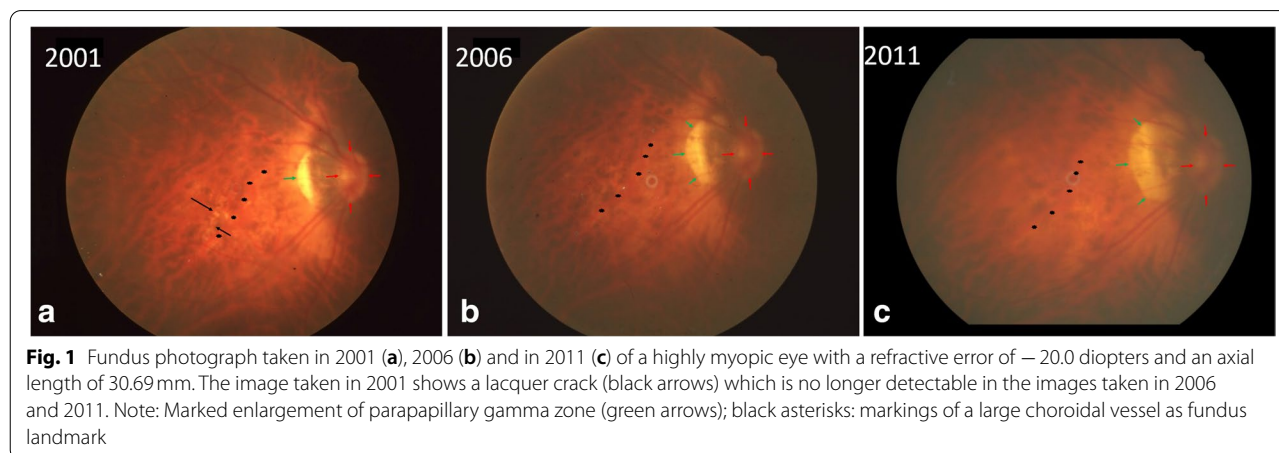 2001
2006
2011
a
b
c
Fig. 1 Fundus photograph taken in 2001 (a), 2006 (b) and in 2011 (c) of a highly myopic eye with a refractive error of − 20.0 diopters and an axial
length of 30.69 mm. The image taken in 2001 shows a lacquer crack (black arrows) which is no longer detectable in the images taken in 2006
and 2011. Note: Marked enlargement of parapapillary gamma zone (green arrows); black asterisks: markings of a large choroidal vessel as fundus
landmark